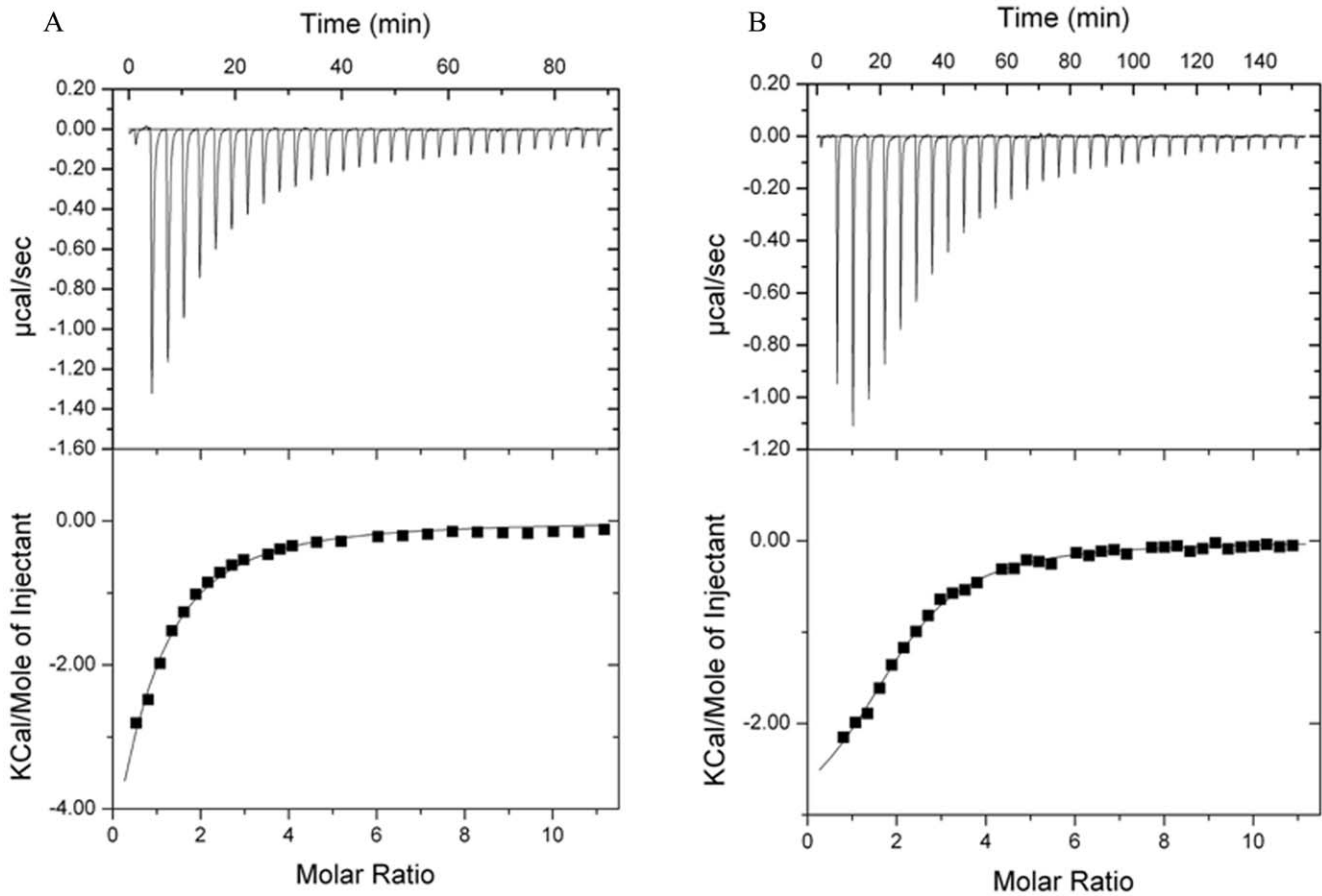 A
Time (min)
0 20 40 60 80
0.20
0.00
-0.20
-0.40
-0.60
-0.80
-1.00
-1.20
-1.40
-1.60
µcal/sec
0.00
-2.00
-4.00
KCal/Mole of Injectant
0 2 4 6 8 10
Molar Ratio
B
Time (min)
0 20 40 60 80 100 120 140
0.20
0.00
-0.20
-0.40
-0.60
-0.80
-1.00
-1.20
µcal/sec
0.00
-2.00
KCal/Mole of Injectant
0 2 4 6 8 10
Molar Ratio